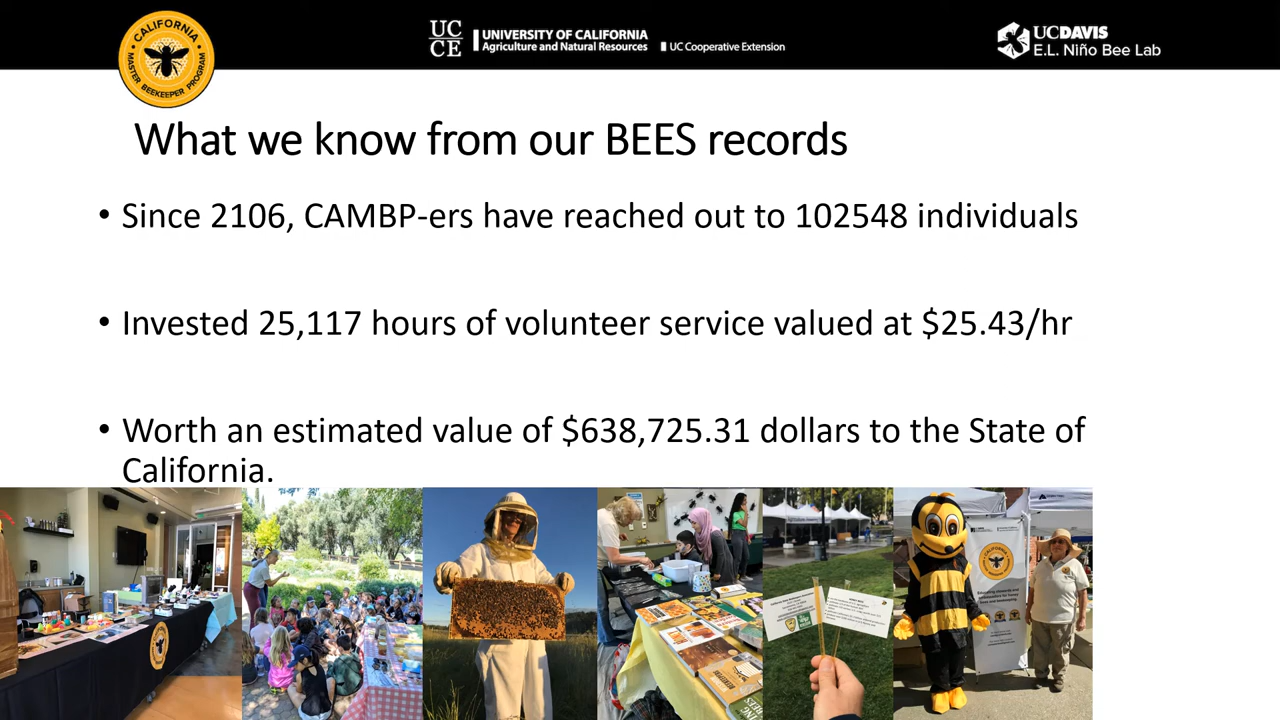 CALIFORNIA
MASTER BEEKEEPER PROGRAM
UC
CE
UNIVERSITY OF CALIFORNIA
Agriculture and Natural Resources
UC Cooperative Extension
UCDAVIS
E.L. Niño Bee Lab
What we know from our BEES records
• Since 2106, CAMBP-ers have reached out to 102548 individuals
• Invested 25,117 hours of volunteer service valued at $25.43/hr
• Worth an estimated value of $638,725.31 dollars to the State of
California.